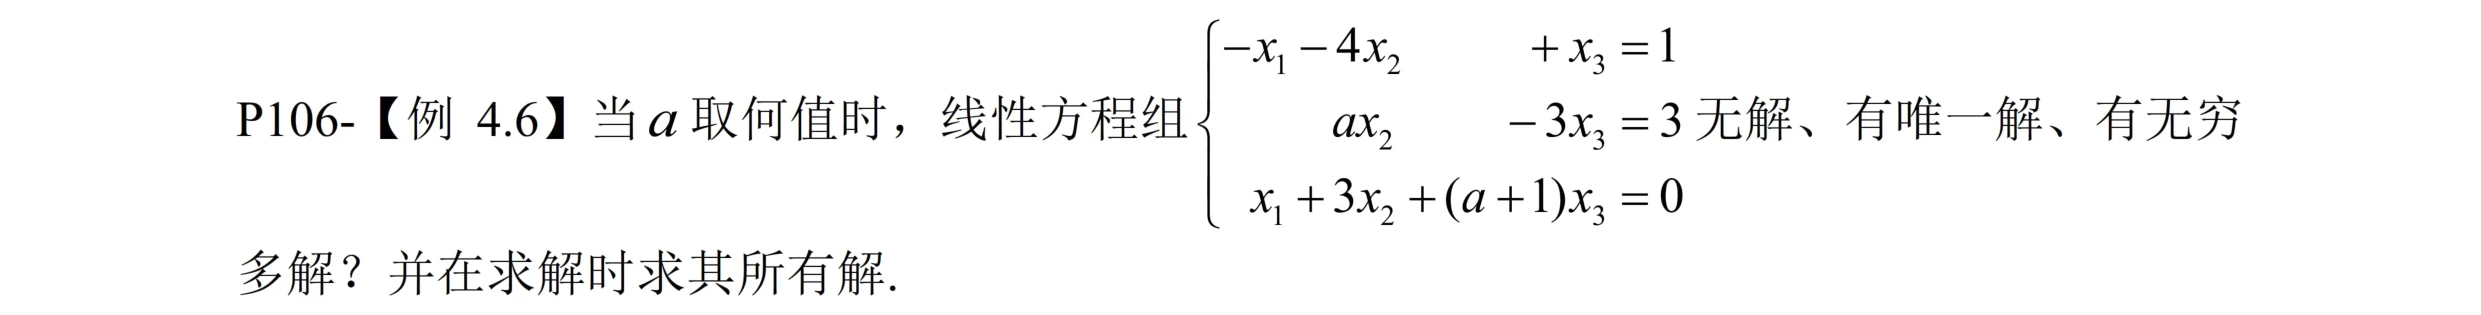 P106-【例 4.6】当 a 取何值时，线性方程组 $\begin{cases} -x_1 - 4x_2 \quad + x_3 = 1 \\ ax_2 \quad - 3x_3 = 3 \\ x_1 + 3x_2 + (a+1)x_3 = 0 \end{cases}$ 无解、有唯一解、有无穷
多解？并在求解时求其所有解.